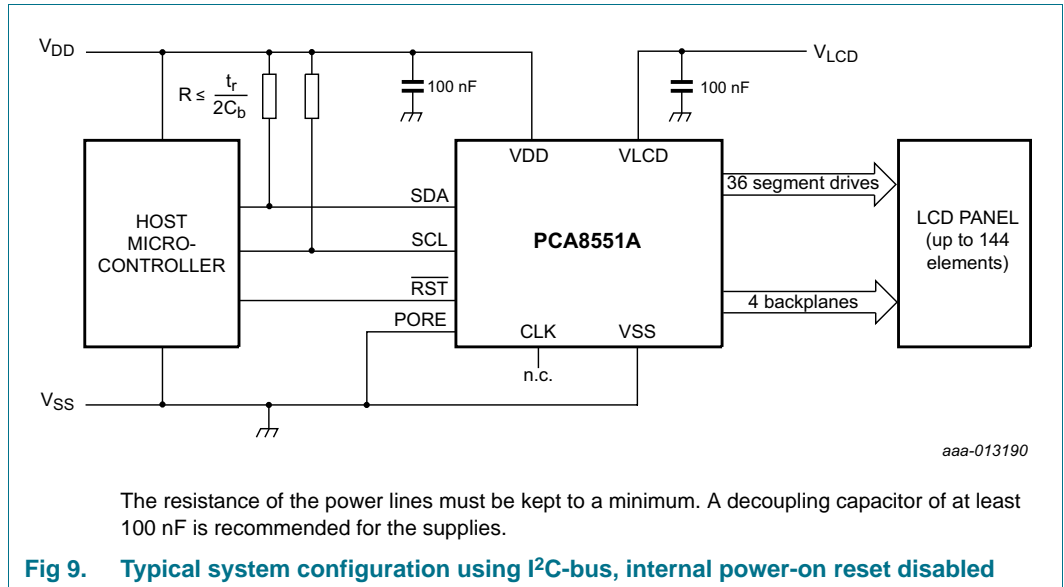 VDD
VLCD
R ≤ tr
2Cb
100 nF
100 nF
VDD
VLCD
HOST
MICRO-
CONTROLLER
SDA
SCL
RST
PORE
PCA8551A
CLK
VSS
n.c.
36 segment drives
4 backplanes
LCD PANEL
(up to 144
elements)
VSS
aaa-013190
The resistance of the power lines must be kept to a minimum. A decoupling capacitor of at least
100 nF is recommended for the supplies.
Fig 9. Typical system configuration using I²C-bus, internal power-on reset disabled